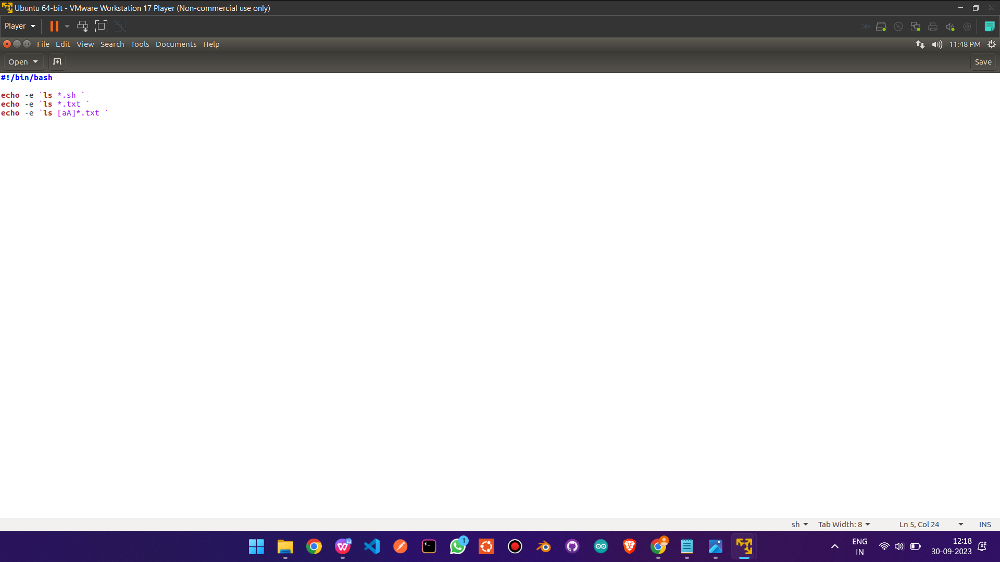 Ubuntu 64-bit - VMware Workstation 17 Player (Non-commercial use only)
Player
File Edit View Search Tools Documents Help
11:48 PM
Open
Save
#!/bin/bash
echo -e `ls *.sh `
echo -e `ls *.txt `
echo -e `ls [aA]*.txt `
sh Tab Width: 8 Ln 5, Col 24 INS
1
ENG
IN
12:18
30-09-2023